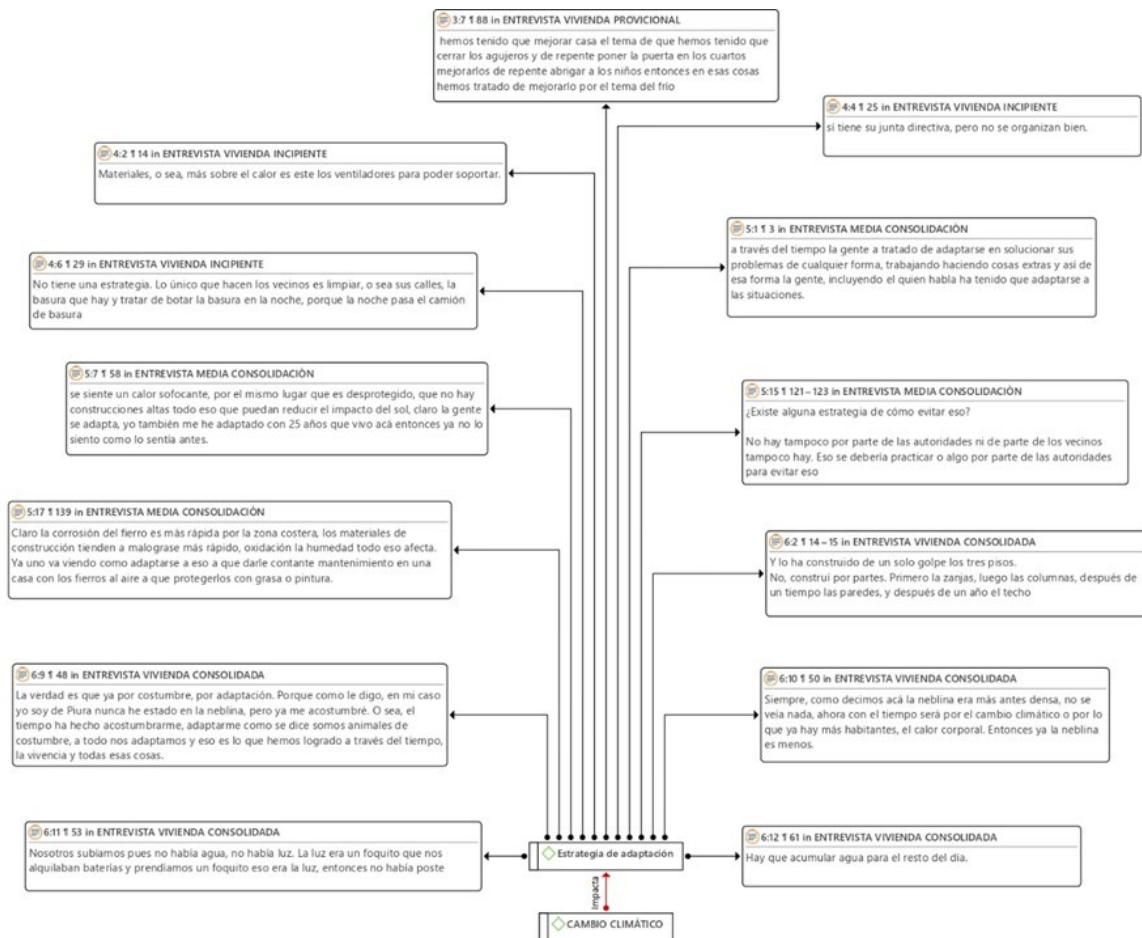 3:7 ¶ 88 in ENTREVISTA VIVIENDA PROVICIONAL
hemos tenido que mejorar casa el tema de que hemos tenido que
cerrar los agujeros y de repente poner la puerta en los cuartos
mejorarlos de repente abrigar a los niños entonces en esas cosas
hemos tratado de mejorarlo por el tema del frío
4:4 ¶ 25 in ENTREVISTA VIVIENDA INCIPIENTE
si tiene su junta directiva, pero no se organizan bien.
4:2 ¶ 14 in ENTREVISTA VIVIENDA INCIPIENTE
Materiales, o sea, más sobre el calor es este los ventiladores para poder soportar.
5:1 ¶ 3 in ENTREVISTA MEDIA CONSOLIDACIÓN
a través del tiempo la gente a tratado de adaptarse en solucionar sus
problemas de cualquier forma, trabajando haciendo cosas extras y así de
esa forma la gente, incluyendo el quien habla ha tenido que adaptarse a
las situaciones.
4:6 ¶ 29 in ENTREVISTA VIVIENDA INCIPIENTE
No tiene una estrategia. Lo único que hacen los vecinos es limpiar, o sea sus calles, la
basura que hay y tratar de botar la basura en la noche, porque la noche pasa el camión
de basura
5:7 ¶ 58 in ENTREVISTA MEDIA CONSOLIDACIÓN
se siente un calor sofocante, por el mismo lugar que es desprotegido, que no hay
construcciones altas todo eso que puedan reducir el impacto del sol, claro la gente
se adapta, yo también me he adaptado con 25 años que vivo acá entonces ya no lo
siento como lo sentía antes.
5:15 ¶ 121 – 123 in ENTREVISTA MEDIA CONSOLIDACIÓN
¿Existe alguna estrategia de cómo evitar eso?
No hay tampoco por parte de las autoridades ni de parte de los vecinos
tampoco hay. Eso se debería practicar o algo por parte de las autoridades
para evitar eso
5:17 ¶ 139 in ENTREVISTA MEDIA CONSOLIDACIÓN
Claro la corrosión del fierro es más rápida por la zona costera, los materiales de
construcción tienden a malograse más rápido, oxidación la humedad todo eso afecta.
Ya uno va viendo como adaptarse a eso a que darle contante mantenimiento en una
casa con los fierros al aire a que protegerlos con grasa o pintura.
6:2 ¶ 14 – 15 in ENTREVISTA VIVIENDA CONSOLIDADA
Y lo ha construido de un solo golpe los tres pisos.
No, construí por partes. Primero la zanjas, luego las columnas, después de
un tiempo las paredes, y después de un año el techo
6:9 ¶ 48 in ENTREVISTA VIVIENDA CONSOLIDADA
La verdad es que ya por costumbre, por adaptación. Porque como le digo, en mi caso
yo soy de Piura nunca he estado en la neblina, pero ya me acostumbré. O sea, el
tiempo ha hecho acostumbrarme, adaptarme como se dice somos animales de
costumbre, a todo nos adaptamos y eso es lo que hemos logrado a través del tiempo,
la vivencia y todas esas cosas.
6:10 ¶ 50 in ENTREVISTA VIVIENDA CONSOLIDADA
Siempre, como decimos acá la neblina era más antes densa, no se
veía nada, ahora con el tiempo será por el cambio climático o por lo
que ya hay más habitantes, el calor corporal. Entonces ya la neblina
es menos.
6:11 ¶ 53 in ENTREVISTA VIVIENDA CONSOLIDADA
Nosotros subíamos pues no había agua, no había luz. La luz era un foquito que nos
alquilaban baterías y prendíamos un foquito eso era la luz, entonces no había poste
6:12 ¶ 61 in ENTREVISTA VIVIENDA CONSOLIDADA
Hay que acumular agua para el resto del día.
Estrategia de adaptación
Impacta
CAMBIO CLIMÁTICO